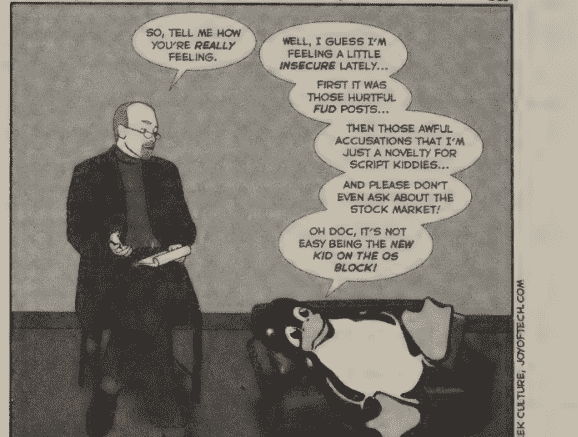 SO, TELL ME HOW
YOU'RE REALLY
FEELING.
WELL, I GUESS I'M
FEELING A LITTLE
INSECURE LATELY...
FIRST IT WAS
THOSE HURTFUL
FUD POSTS...
THEN THOSE AWFUL
ACCUSATIONS THAT I'M
JUST A NOVELTY FOR
SCRIPT KIDDIES...
AND PLEASE DON'T
EVEN ASK ABOUT THE
STOCK MARKET!
OH DOC, IT'S NOT
EASY BEING THE NEW
KID ON THE OS
BLOCK!
EK CULTURE, JOYOFTECH.COM